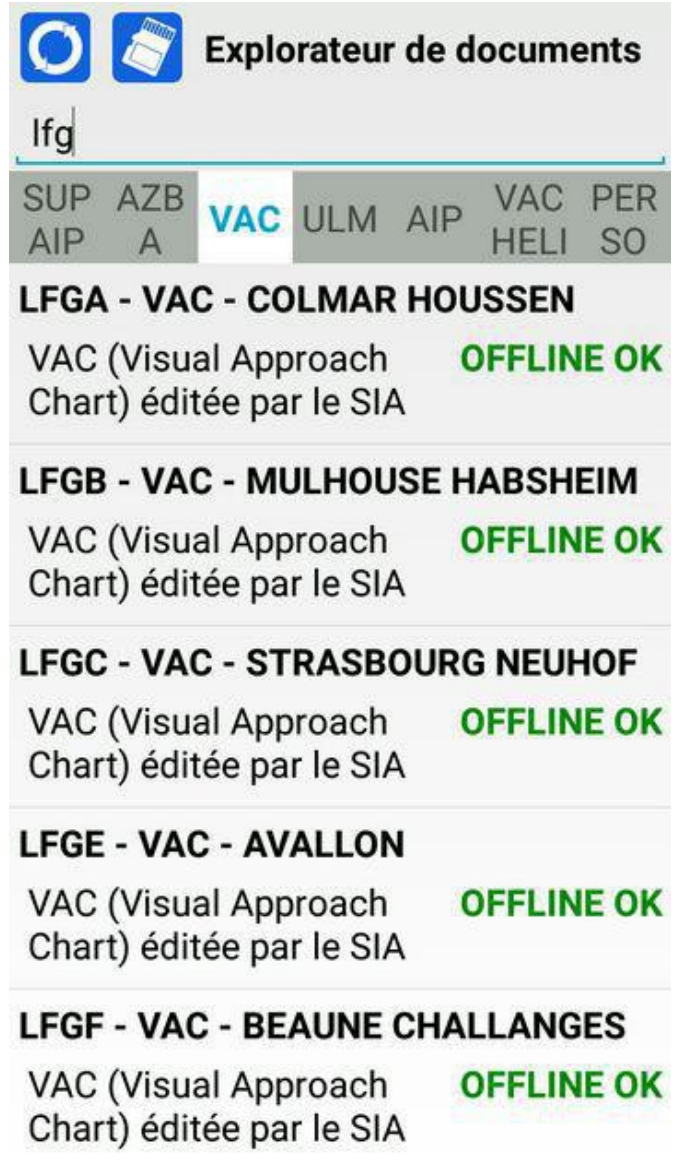 Explorateur de documents
lfg
SUP AZB VAC ULM AIP VAC PER
AIP A HELI SO
LFGA - VAC - COLMAR HOUSSEN
VAC (Visual Approach OFFLINE OK
Chart) éditée par le SIA
LFGB - VAC - MULHOUSE HABSHEIM
VAC (Visual Approach OFFLINE OK
Chart) éditée par le SIA
LFGC - VAC - STRASBOURG NEUHOF
VAC (Visual Approach OFFLINE OK
Chart) éditée par le SIA
LFGE - VAC - AVALLON
VAC (Visual Approach OFFLINE OK
Chart) éditée par le SIA
LFGF - VAC - BEAUNE CHALLANGES
VAC (Visual Approach OFFLINE OK
Chart) éditée par le SIA